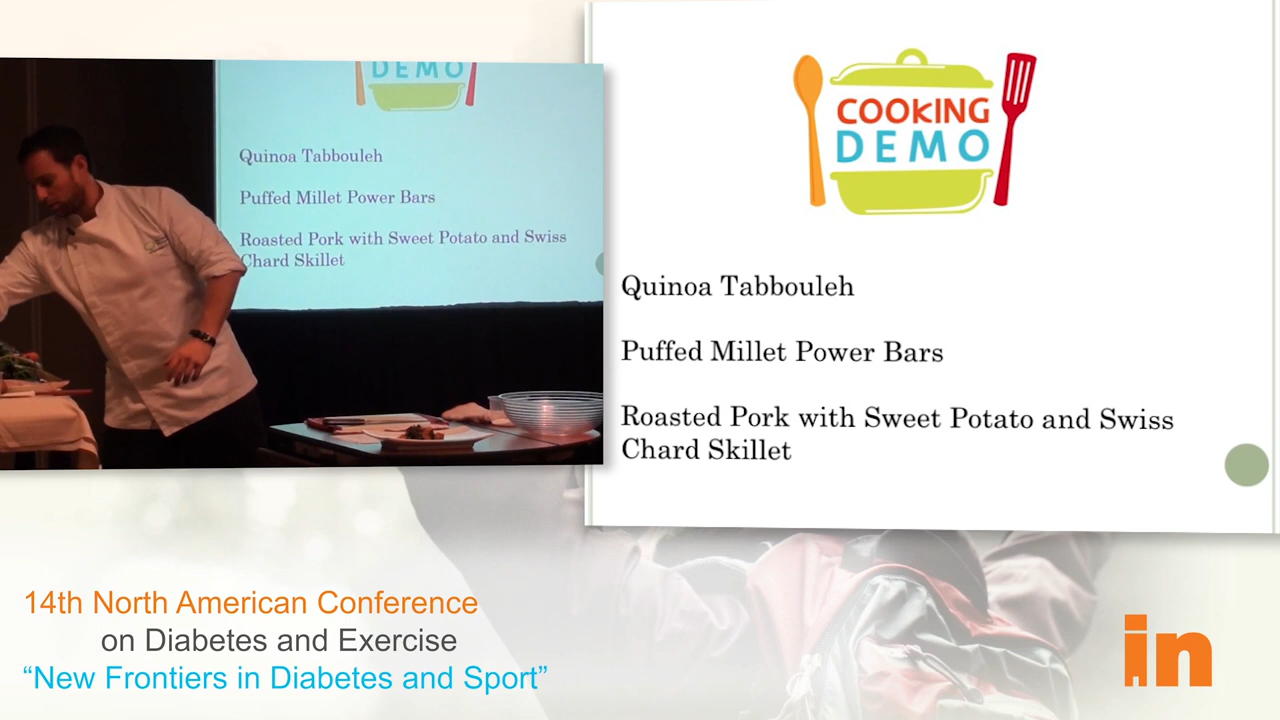 DEMO
Quinoa Tabbouleh
Puffed Millet Power Bars
Roasted Pork with Sweet Potato and Swiss
Chard Skillet
COOKING
DEMO
Quinoa Tabbouleh
Puffed Millet Power Bars
Roasted Pork with Sweet Potato and Swiss
Chard Skillet
14th North American Conference
on Diabetes and Exercise
“New Frontiers in Diabetes and Sport”
in